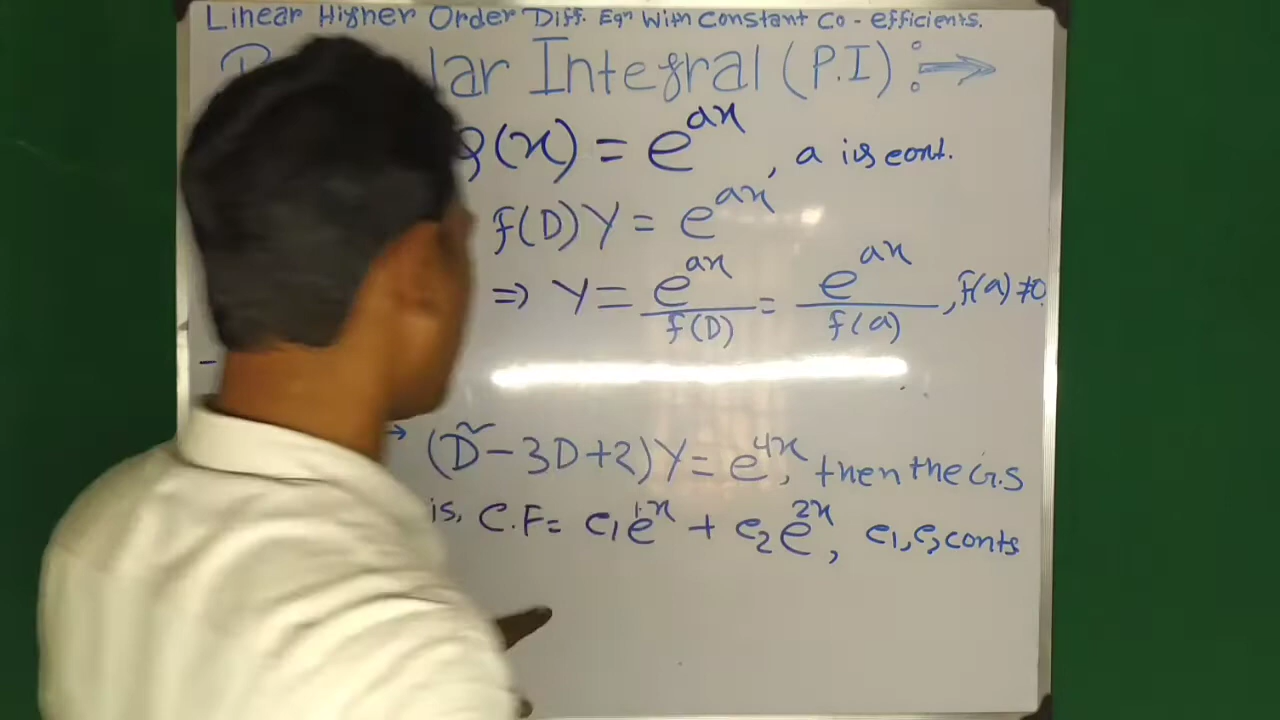 Linear Higher Order Diff. Eqn With Constant Co-efficients.
lar Integral (P.I) : →
Q(x) = e^{ax}, a is cont.
f(D)Y = e^{ax}
⇒ Y = e^{ax}/f(D) = e^{ax}/f(a), f(a) ≠ 0.
→ (D² - 3D + 2)Y = e^{4x}, then the G.S
is, C.F = c₁e^{1x} + c₂e^{2x}, c₁, c₂ conts